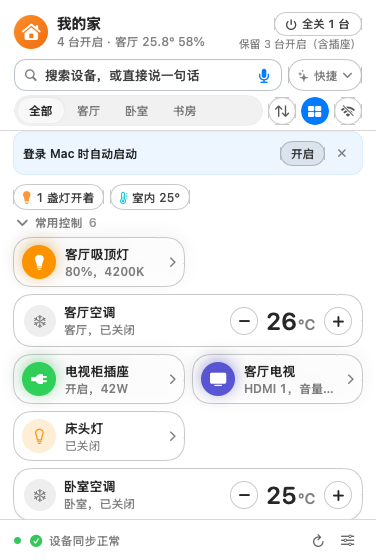 我的家
全关 1 台
4 台开启 · 客厅 25.8° 58%
保留 3 台开启（含插座）
搜索设备，或直接说一句话
快捷
全部 客厅 卧室 书房
登录 Mac 时自动启动 开启
1 盏灯开着 室内 25°
常用控制 6
客厅吸顶灯
80%，4200K
客厅空调
客厅，已关闭
26°C
电视柜插座
开启，42W
客厅电视
HDMI 1，音量…
床头灯
已关闭
卧室空调
卧室，已关闭
25°C
设备同步正常